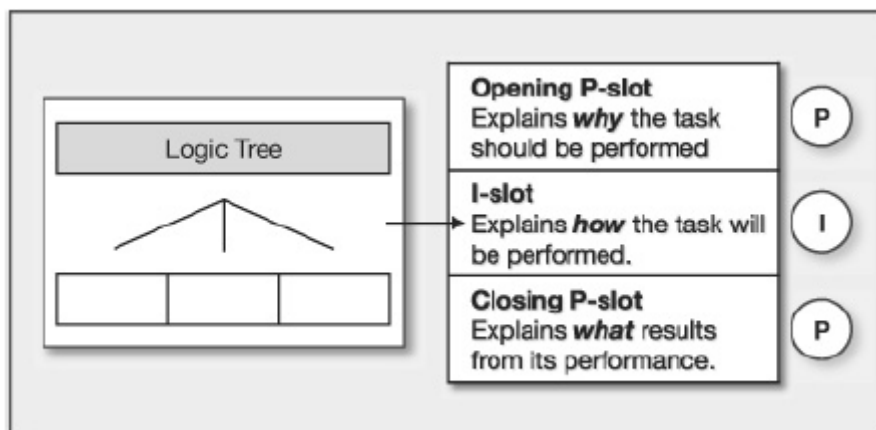 Logic Tree
Opening P-slot
Explains why the task
should be performed
P
I-slot
Explains how the task will
be performed.
I
Closing P-slot
Explains what results
from its performance.
P